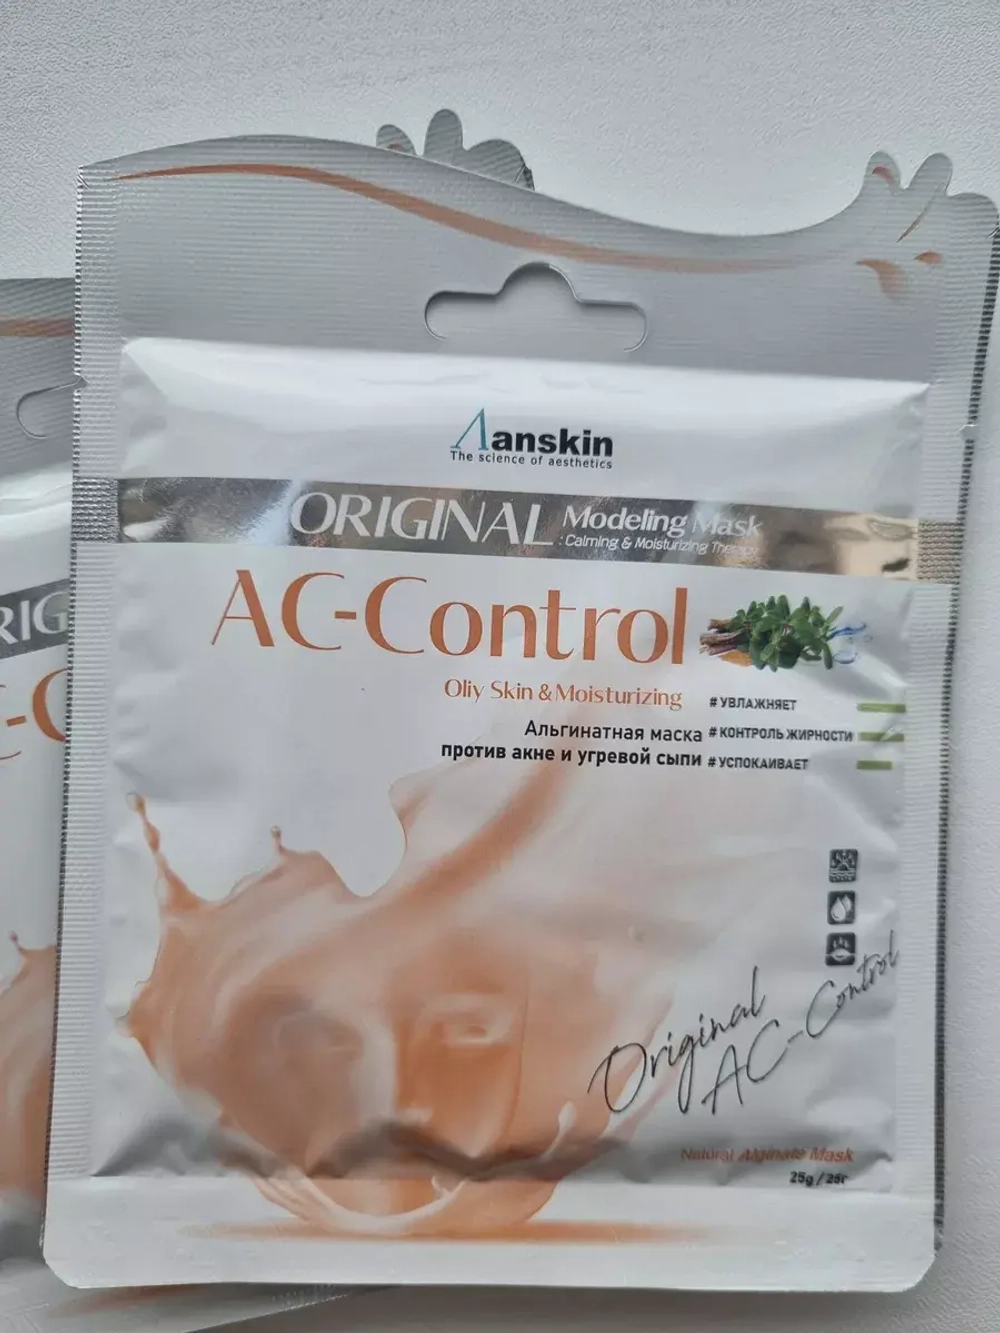 Aanskin
The science of aesthetics
ORIGINAL Modeling Mask
: Calming & Moisturizing Therapy
AC-Control
Oliy Skin & Moisturizing
#УВЛАЖНЯЕТ
Альгинатная маска #КОНТРОЛЬ ЖИРНОСТИ
против акне и угревой сыпи #УСПОКАИВАЕТ
Original
AC-Control
Natural Alginate Mask
25g / 25г
RIG
C-C